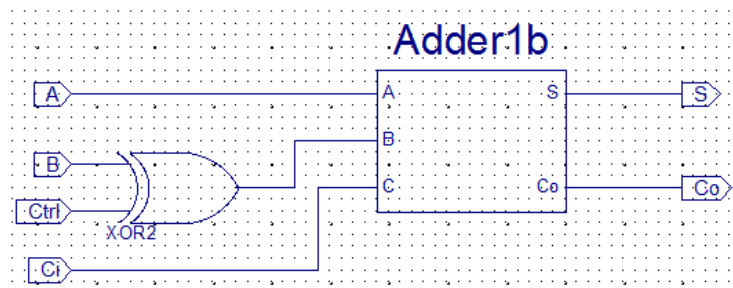 Adder1b
A A S S
B B
C Co Co
Ctrl
XOR2
Ci